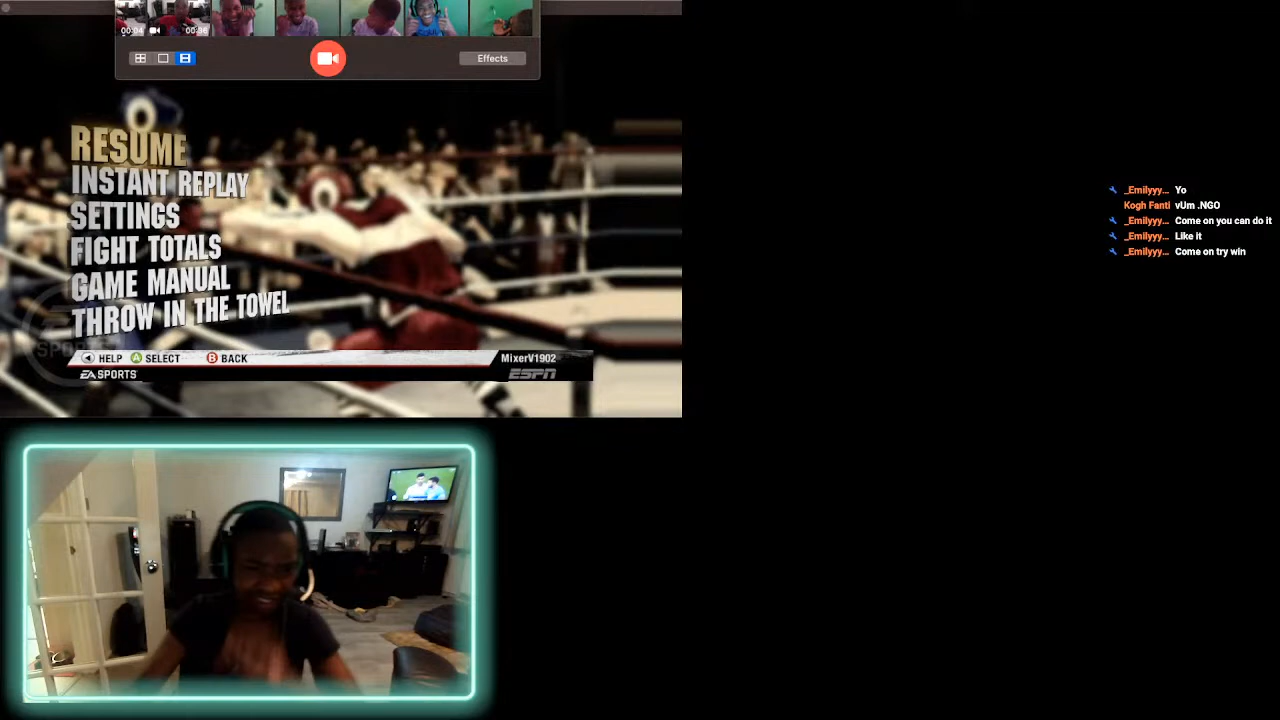 00:04
00:36
Effects
RESUME
INSTANT REPLAY
SETTINGS
FIGHT TOTALS
GAME MANUAL
THROW IN THE TOWEL
HELP A SELECT B BACK
MixerV1902
EA SPORTS
ESPN
_Emilyyy... Yo
Kogh Fanti vUm .NGO
_Emilyyy... Come on you can do it
_Emilyyy... Like it
_Emilyyy... Come on try win